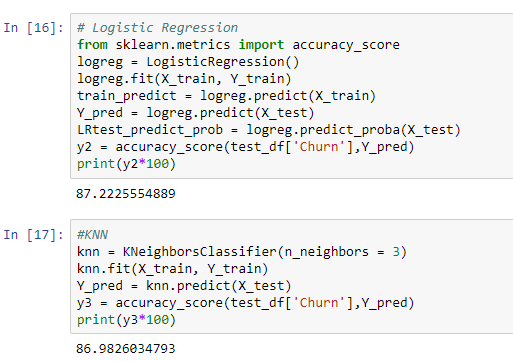 In [16]: # Logistic Regression
from sklearn.metrics import accuracy_score
logreg = LogisticRegression()
logreg.fit(X_train, Y_train)
train_predict = logreg.predict(X_train)
Y_pred = logreg.predict(X_test)
LRtest_predict_prob = logreg.predict_proba(X_test)
y2 = accuracy_score(test_df['Churn'],Y_pred)
print(y2*100)
87.2225554889
In [17]: #KNN
knn = KNeighborsClassifier(n_neighbors = 3)
knn.fit(X_train, Y_train)
Y_pred = knn.predict(X_test)
y3 = accuracy_score(test_df['Churn'],Y_pred)
print(y3*100)
86.9826034793